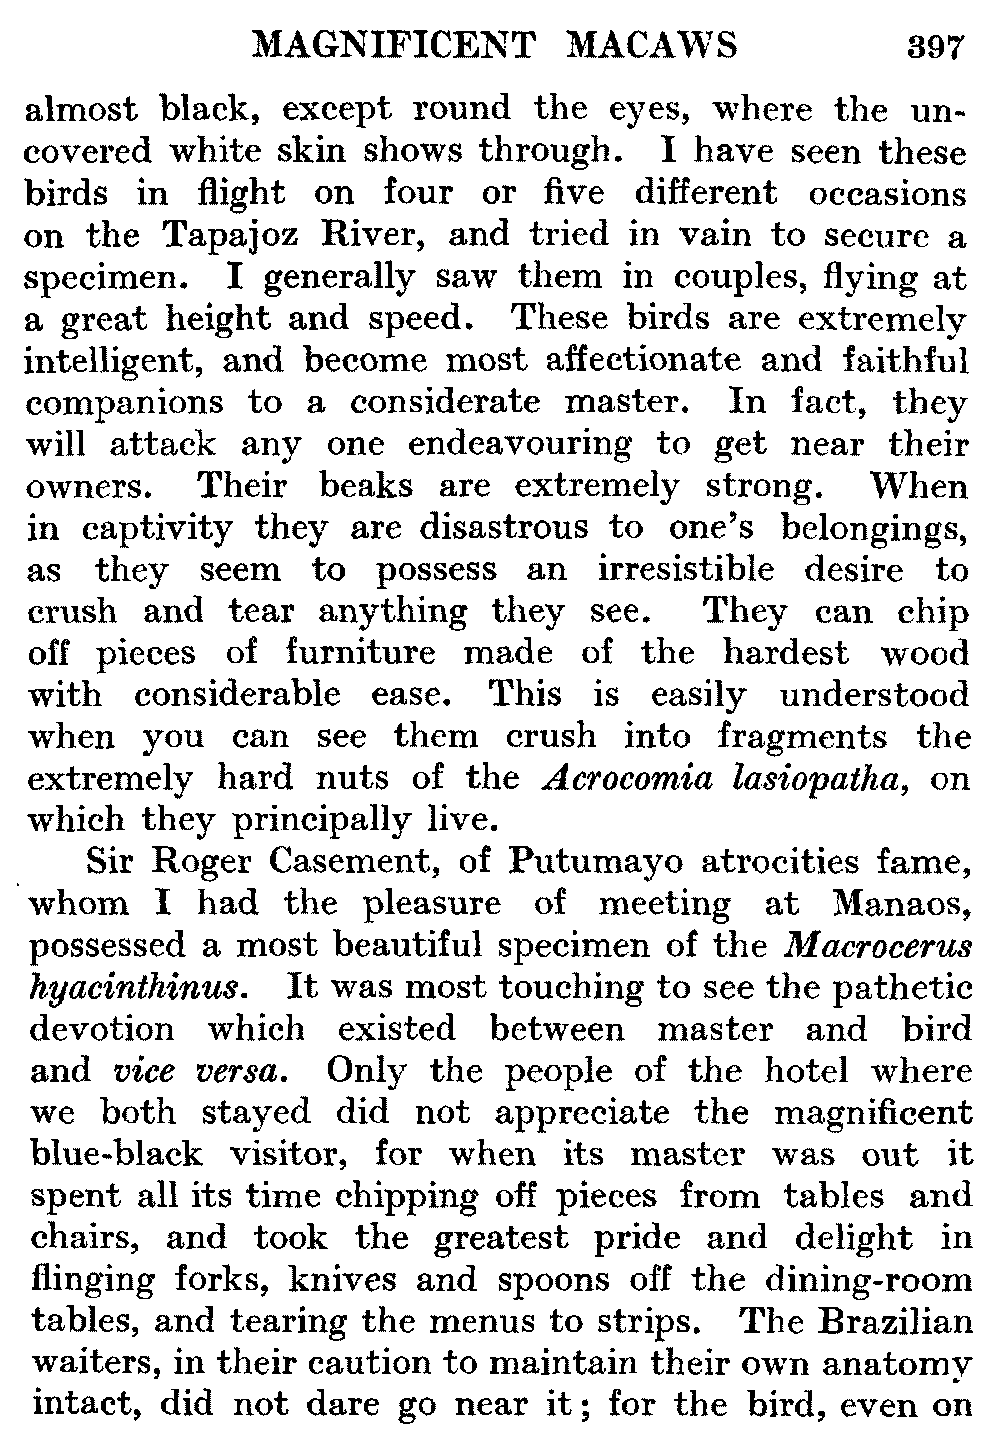 MAGNIFICENT MACAWS 397
almost black, except round the eyes, where the un-
covered white skin shows through. I have seen these
birds in flight on four or five different occasions
on the Tapajoz River, and tried in vain to secure a
specimen. I generally saw them in couples, flying at
a great height and speed. These birds are extremely
intelligent, and become most affectionate and faithful
companions to a considerate master. In fact, they
will attack any one endeavouring to get near their
owners. Their beaks are extremely strong. When
in captivity they are disastrous to one's belongings,
as they seem to possess an irresistible desire to
crush and tear anything they see. They can chip
off pieces of furniture made of the hardest wood
with considerable ease. This is easily understood
when you can see them crush into fragments the
extremely hard nuts of the Acrocomia lasiopatha, on
which they principally live.
Sir Roger Casement, of Putumayo atrocities fame,
whom I had the pleasure of meeting at Manaos,
possessed a most beautiful specimen of the Macrocerus
hyacinthinus. It was most touching to see the pathetic
devotion which existed between master and bird
and vice versa. Only the people of the hotel where
we both stayed did not appreciate the magnificent
blue-black visitor, for when its master was out it
spent all its time chipping off pieces from tables and
chairs, and took the greatest pride and delight in
flinging forks, knives and spoons off the dining-room
tables, and tearing the menus to strips. The Brazilian
waiters, in their caution to maintain their own anatomy
intact, did not dare go near it; for the bird, even on